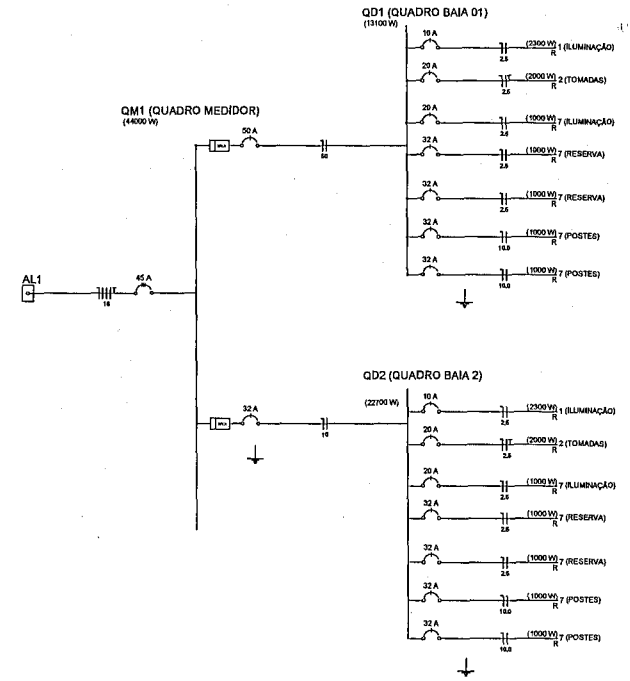 QD1 (QUADRO BAIA 01)
(13100 W)
10 A
(2300 W) 1 (ILUMINAÇÃO)
2.5 R
20 A
T (2000 W) 2 (TOMADAS)
2.5 R
20 A
(1000 W) 7 (ILUMINAÇÃO)
2.5 R
32 A
(1000 W) 7 (RESERVA)
2.5 R
32 A
(1000 W) 7 (RESERVA)
2.5 R
32 A
(1000 W) 7 (POSTES)
10.0 R
32 A
(1000 W) 7 (POSTES)
10.0 R
QM1 (QUADRO MEDIDOR)
(44000 W)
50 A
50
AL1
T
16
45 A
32 A
10
QD2 (QUADRO BAIA 2)
(22700 W)
10 A
(2300 W) 1 (ILUMINAÇÃO)
2.5 R
20 A
T (2000 W) 2 (TOMADAS)
2.5 R
20 A
(1000 W) 7 (ILUMINAÇÃO)
2.5 R
32 A
(1000 W) 7 (RESERVA)
2.5 R
32 A
(1000 W) 7 (RESERVA)
2.5 R
32 A
(1000 W) 7 (POSTES)
10.0 R
32 A
(1000 W) 7 (POSTES)
10.0 R